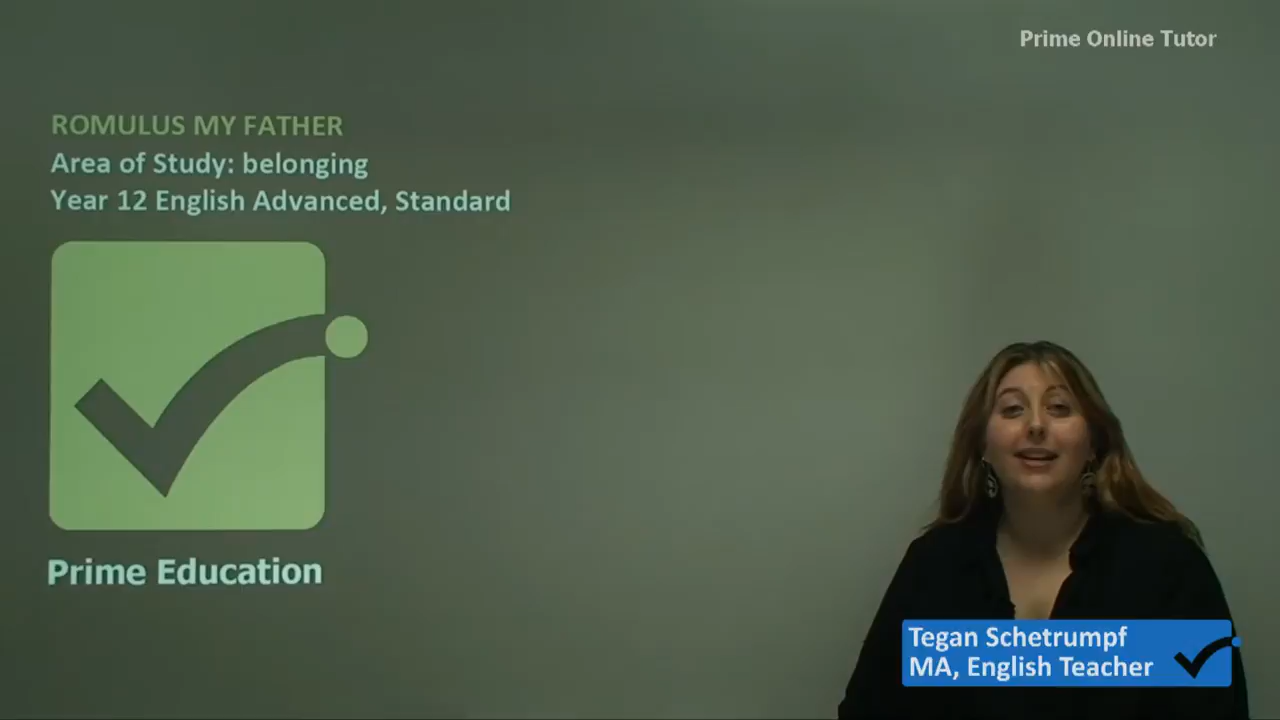 Prime Online Tutor
ROMULUS MY FATHER
Area of Study: belonging
Year 12 English Advanced, Standard
Prime Education
Tegan Schetrumpf
MA, English Teacher